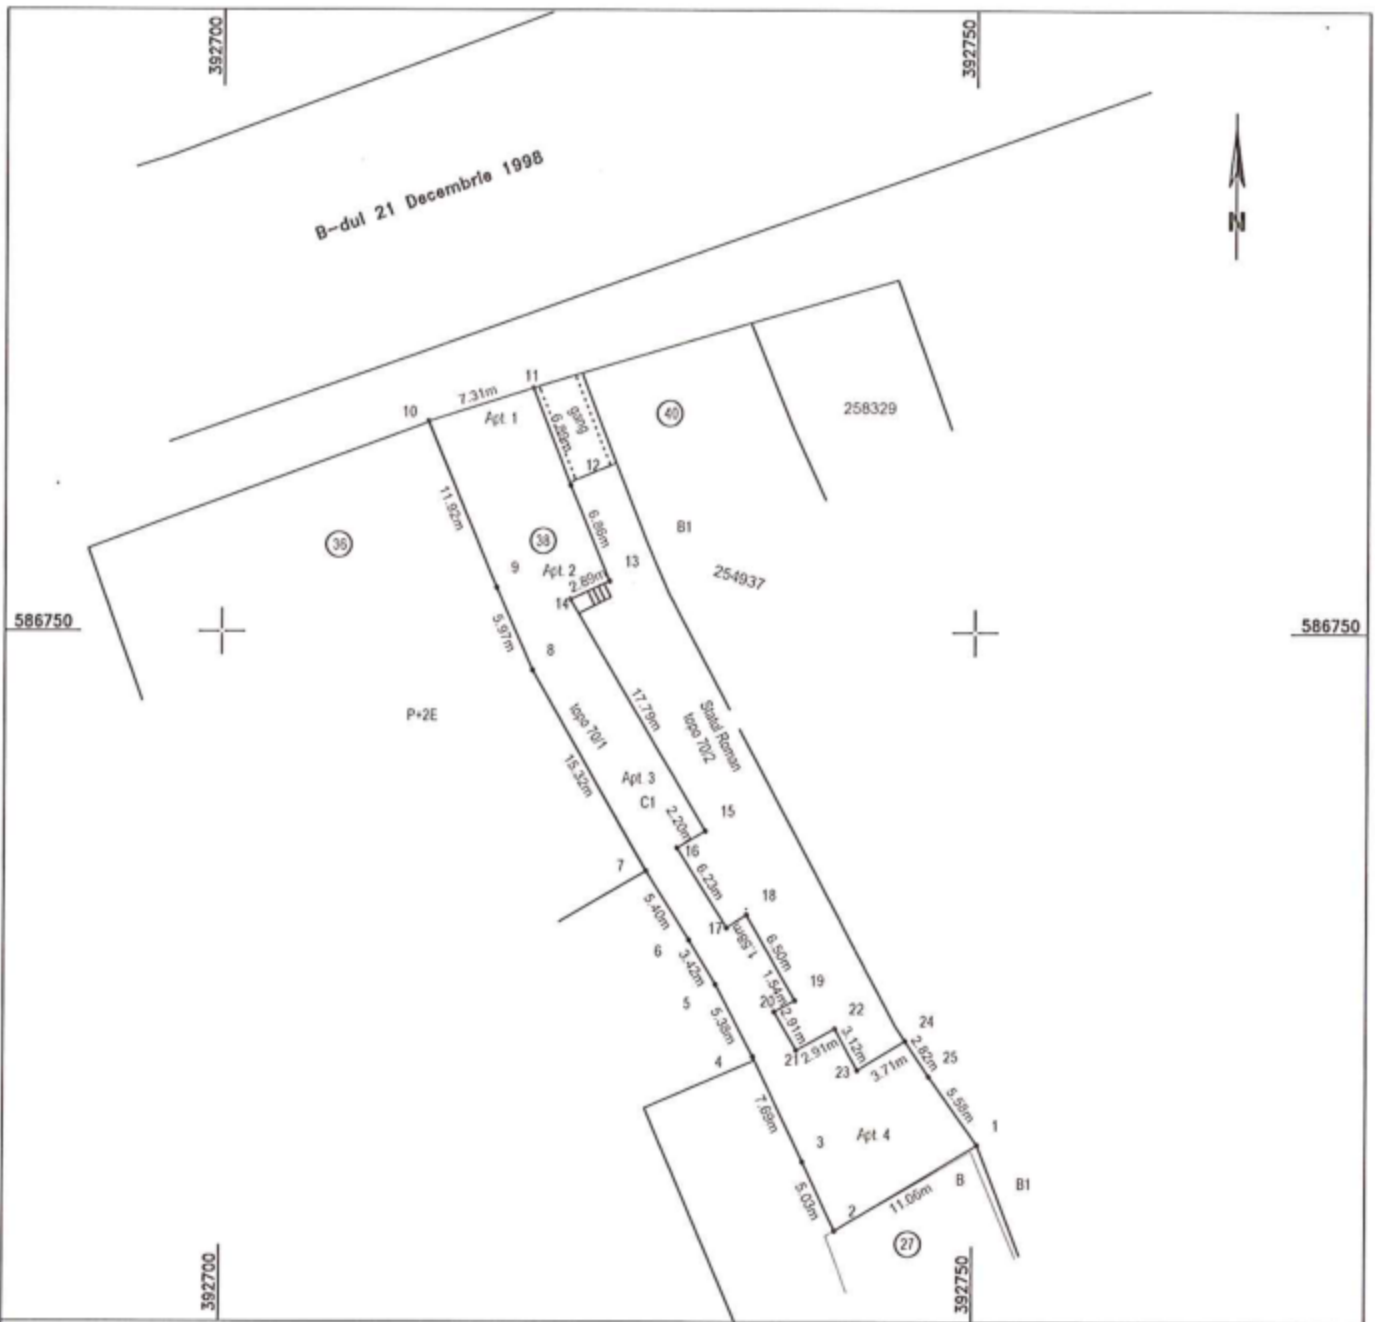 392700
392750
B-dul 21 Decembrie 1998
N
11
7.31m
10
Apt. 1
gang
40
258329
6.89m
12
11.92m
6.86m
B1
36
38
13
9
Apt. 2
2.89m
254937
14
586750
586750
5.97m
8
17.79m
P+2E
topo 70/1
Statul Roman
topo 70/2
15.32m
Apt. 3
C1
2.20m
15
16
7
6.23m
5.40m
18
17
1.58m
6
3.42m
6.50m
1.54m
19
5
20
2.91m
5.38m
22
24
3.12m
2.82m
4
21
2.91m
23
3.71m
25
7.69m
5.58m
3
Apt. 4
1
5.03m
11.06m
B
B1
2
27
392700
392750